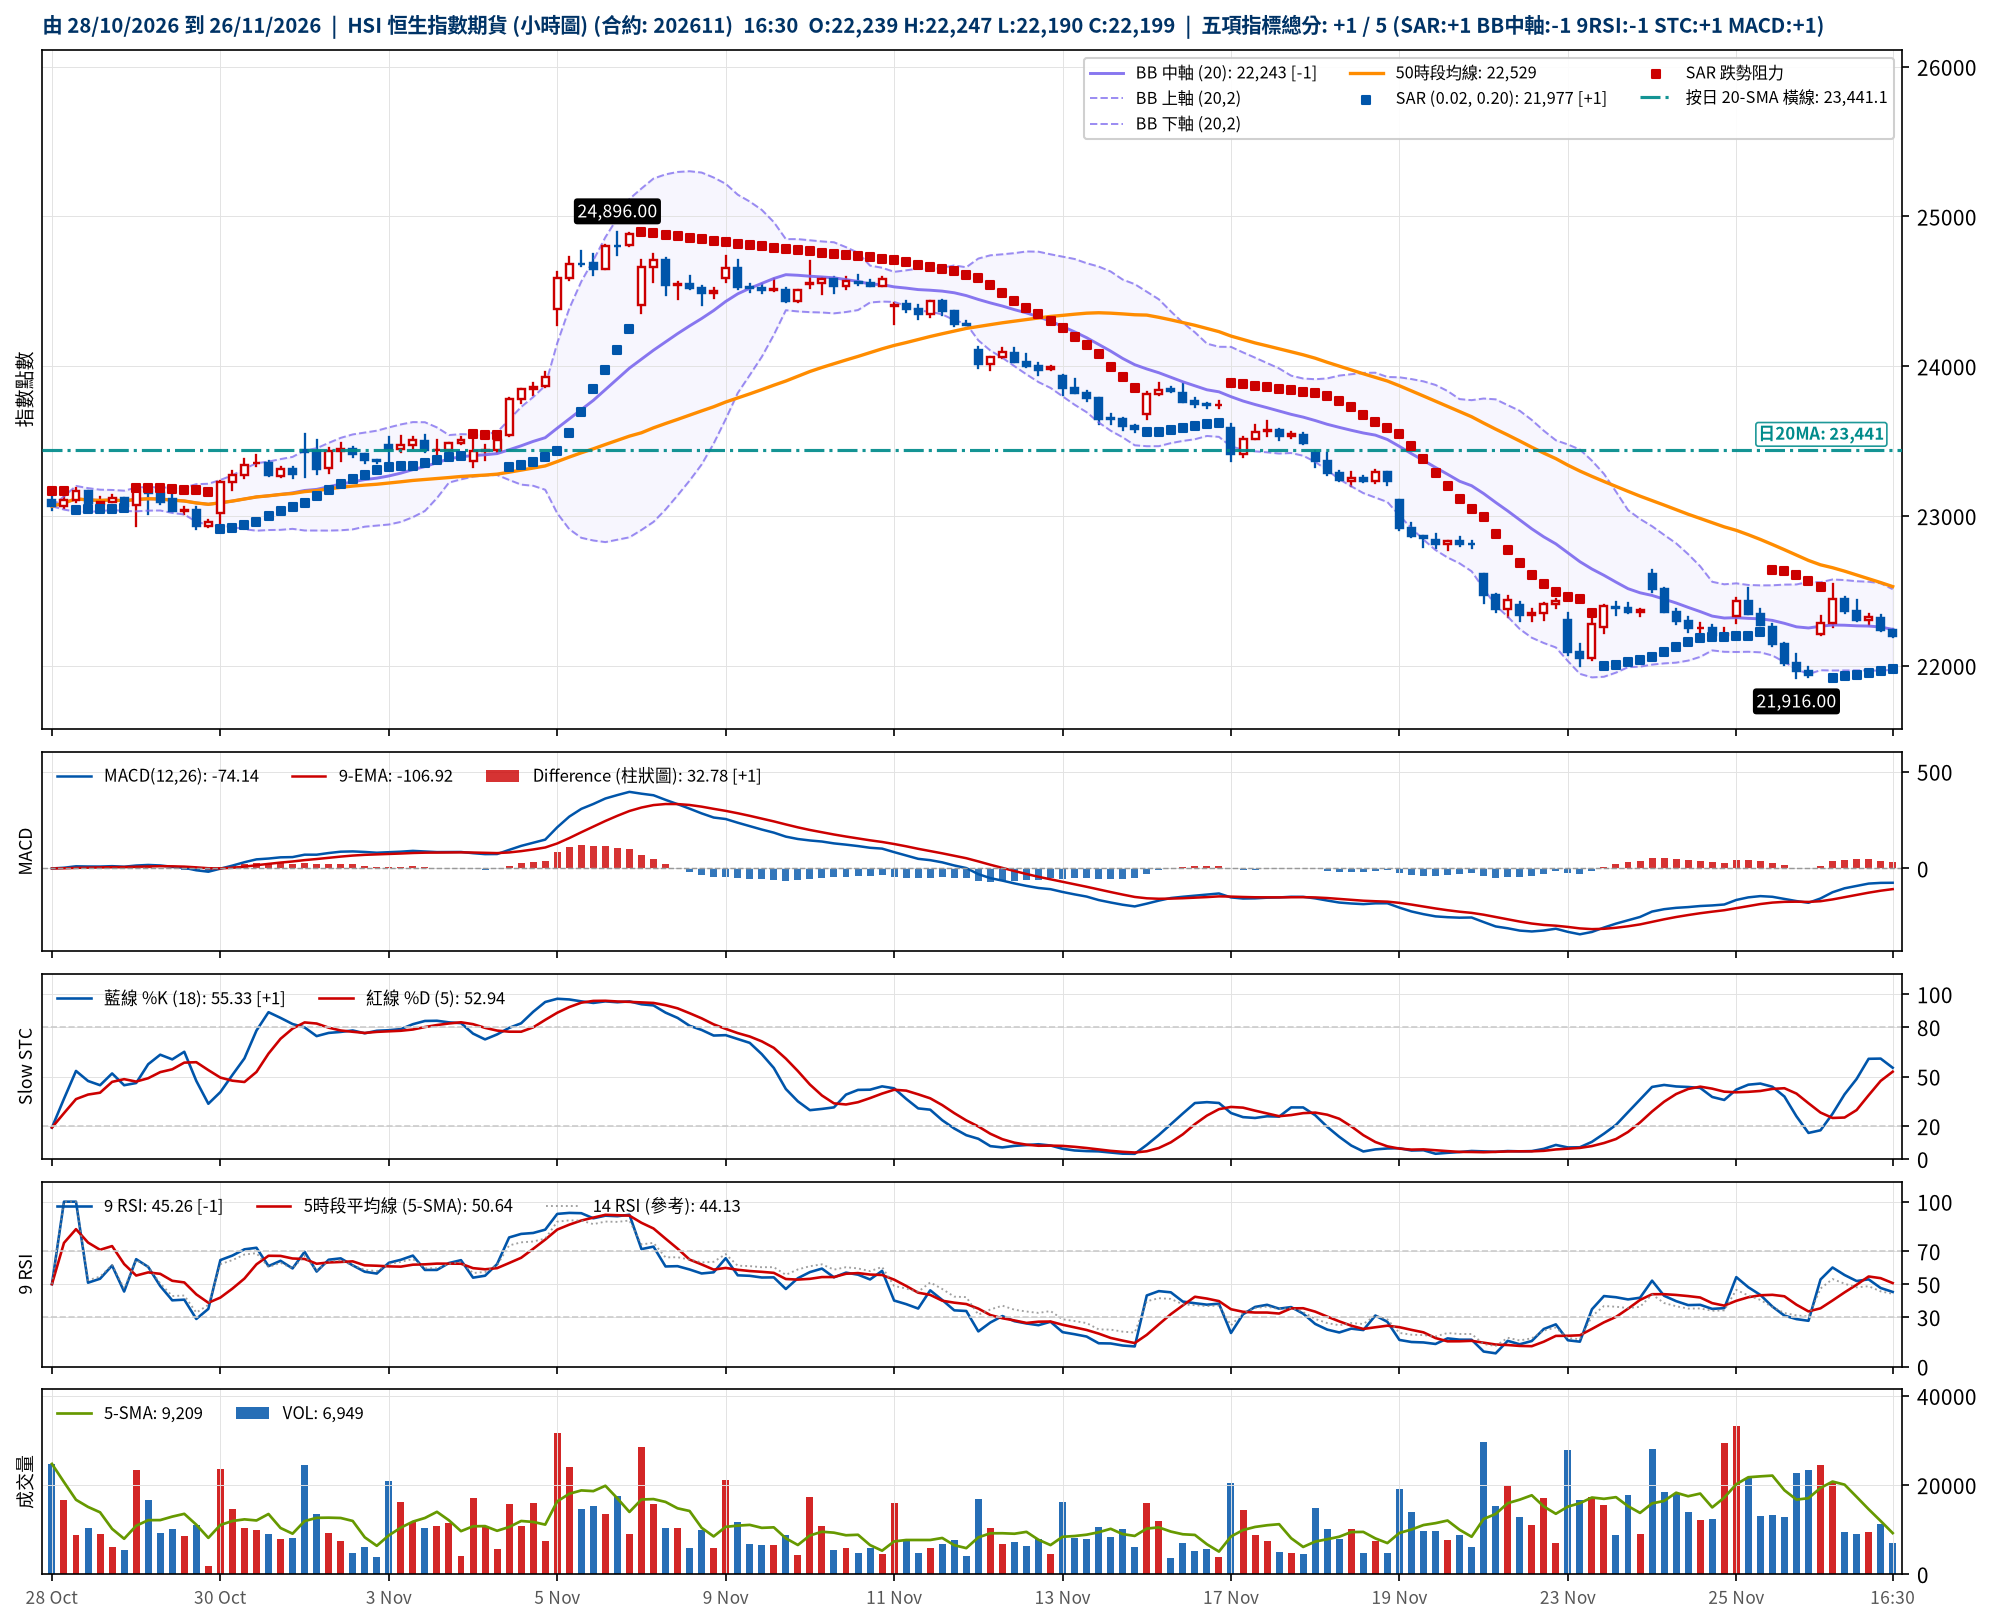 由 28/10/2026 到 26/11/2026 | HSI 恒生指數期貨 (小時圖) (合約: 202611) 16:30 O:22,239 H:22,247 L:22,190 C:22,199 | 五項指標總分: +1 / 5 (SAR:+1 BB中軸:-1 9RSI:-1 STC:+1 MACD:+1)
BB 中軸 (20): 22,243 [-1]
BB 上軸 (20,2)
BB 下軸 (20,2)
50時段均線: 22,529
SAR (0.02, 0.20): 21,977 [+1]
SAR 跌勢阻力
按日 20-SMA 橫線: 23,441.1
24,896.00
日20MA: 23,441
21,916.00
指數點數
26000
25000
24000
23000
22000
MACD(12,26): -74.14
9-EMA: -106.92
Difference (柱狀圖): 32.78 [+1]
MACD
500
0
藍線 %K (18): 55.33 [+1]
紅線 %D (5): 52.94
Slow STC
100
80
50
20
0
9 RSI: 45.26 [-1]
5時段平均線 (5-SMA): 50.64
14 RSI (參考): 44.13
9 RSI
100
70
50
30
0
5-SMA: 9,209
VOL: 6,949
成交量
40000
20000
0
28 Oct
30 Oct
3 Nov
5 Nov
9 Nov
11 Nov
13 Nov
17 Nov
19 Nov
23 Nov
25 Nov
16:30